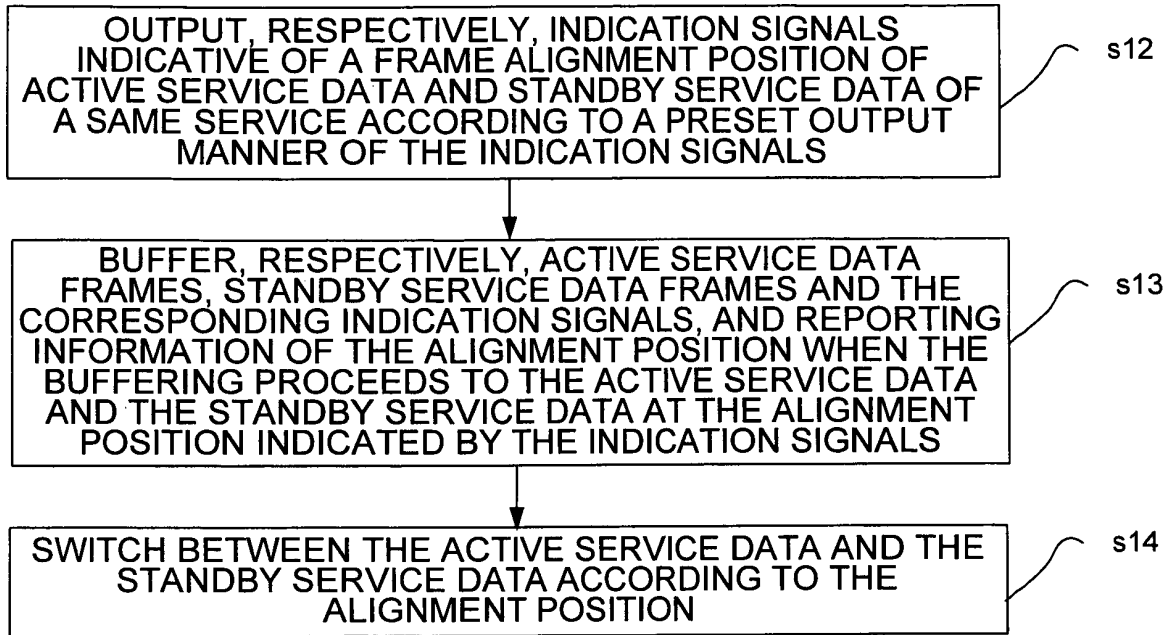 OUTPUT, RESPECTIVELY, INDICATION SIGNALS
INDICATIVE OF A FRAME ALIGNMENT POSITION OF
ACTIVE SERVICE DATA AND STANDBY SERVICE DATA OF
A SAME SERVICE ACCORDING TO A PRESET OUTPUT
MANNER OF THE INDICATION SIGNALS
s12
BUFFER, RESPECTIVELY, ACTIVE SERVICE DATA
FRAMES, STANDBY SERVICE DATA FRAMES AND THE
CORRESPONDING INDICATION SIGNALS, AND REPORTING
INFORMATION OF THE ALIGNMENT POSITION WHEN THE
BUFFERING PROCEEDS TO THE ACTIVE SERVICE DATA
AND THE STANDBY SERVICE DATA AT THE ALIGNMENT
POSITION INDICATED BY THE INDICATION SIGNALS
s13
SWITCH BETWEEN THE ACTIVE SERVICE DATA AND THE
STANDBY SERVICE DATA ACCORDING TO THE
ALIGNMENT POSITION
s14